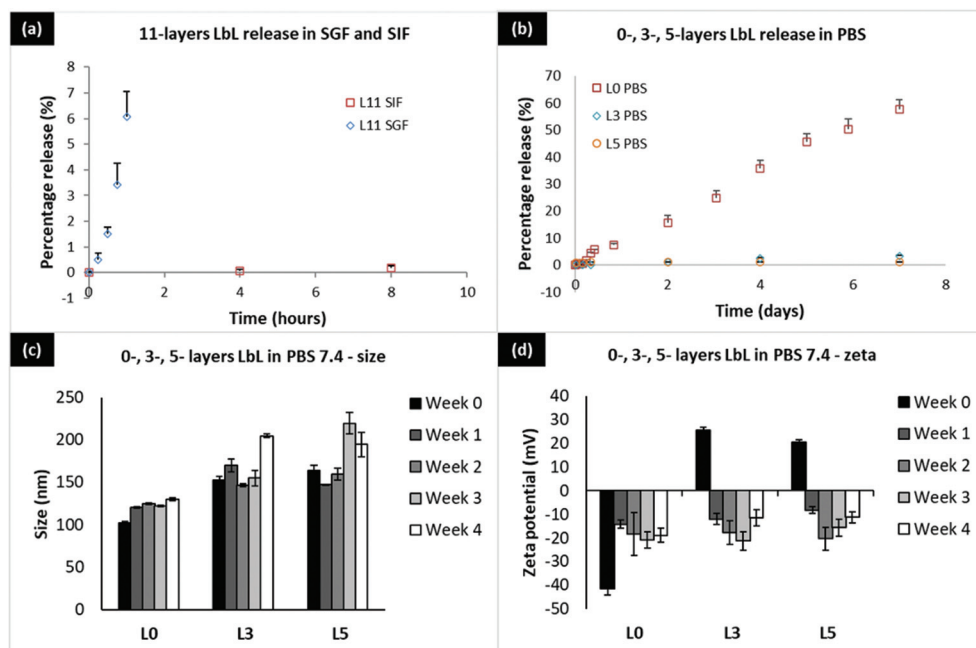 (a)
11-layers LbL release in SGF and SIF
Percentage release (%)
8
7
6
5
4
3
2
1
0
-1
0 2 4 6 8 10
Time (hours)
L11 SIF
L11 SGF
(b)
0-, 3-, 5-layers LbL release in PBS
Percentage release (%)
70
60
50
40
30
20
10
0
-10
0 2 4 6 8
Time (days)
L0 PBS
L3 PBS
L5 PBS
(c)
0-, 3-, 5- layers LbL in PBS 7.4 - size
Size (nm)
250
200
150
100
50
0
L0 L3 L5
Week 0
Week 1
Week 2
Week 3
Week 4
(d)
0-, 3-, 5- layers LbL in PBS 7.4 - zeta
Zeta potential (mV)
40
30
20
10
0
-10
-20
-30
-40
-50
L0 L3 L5
Week 0
Week 1
Week 2
Week 3
Week 4